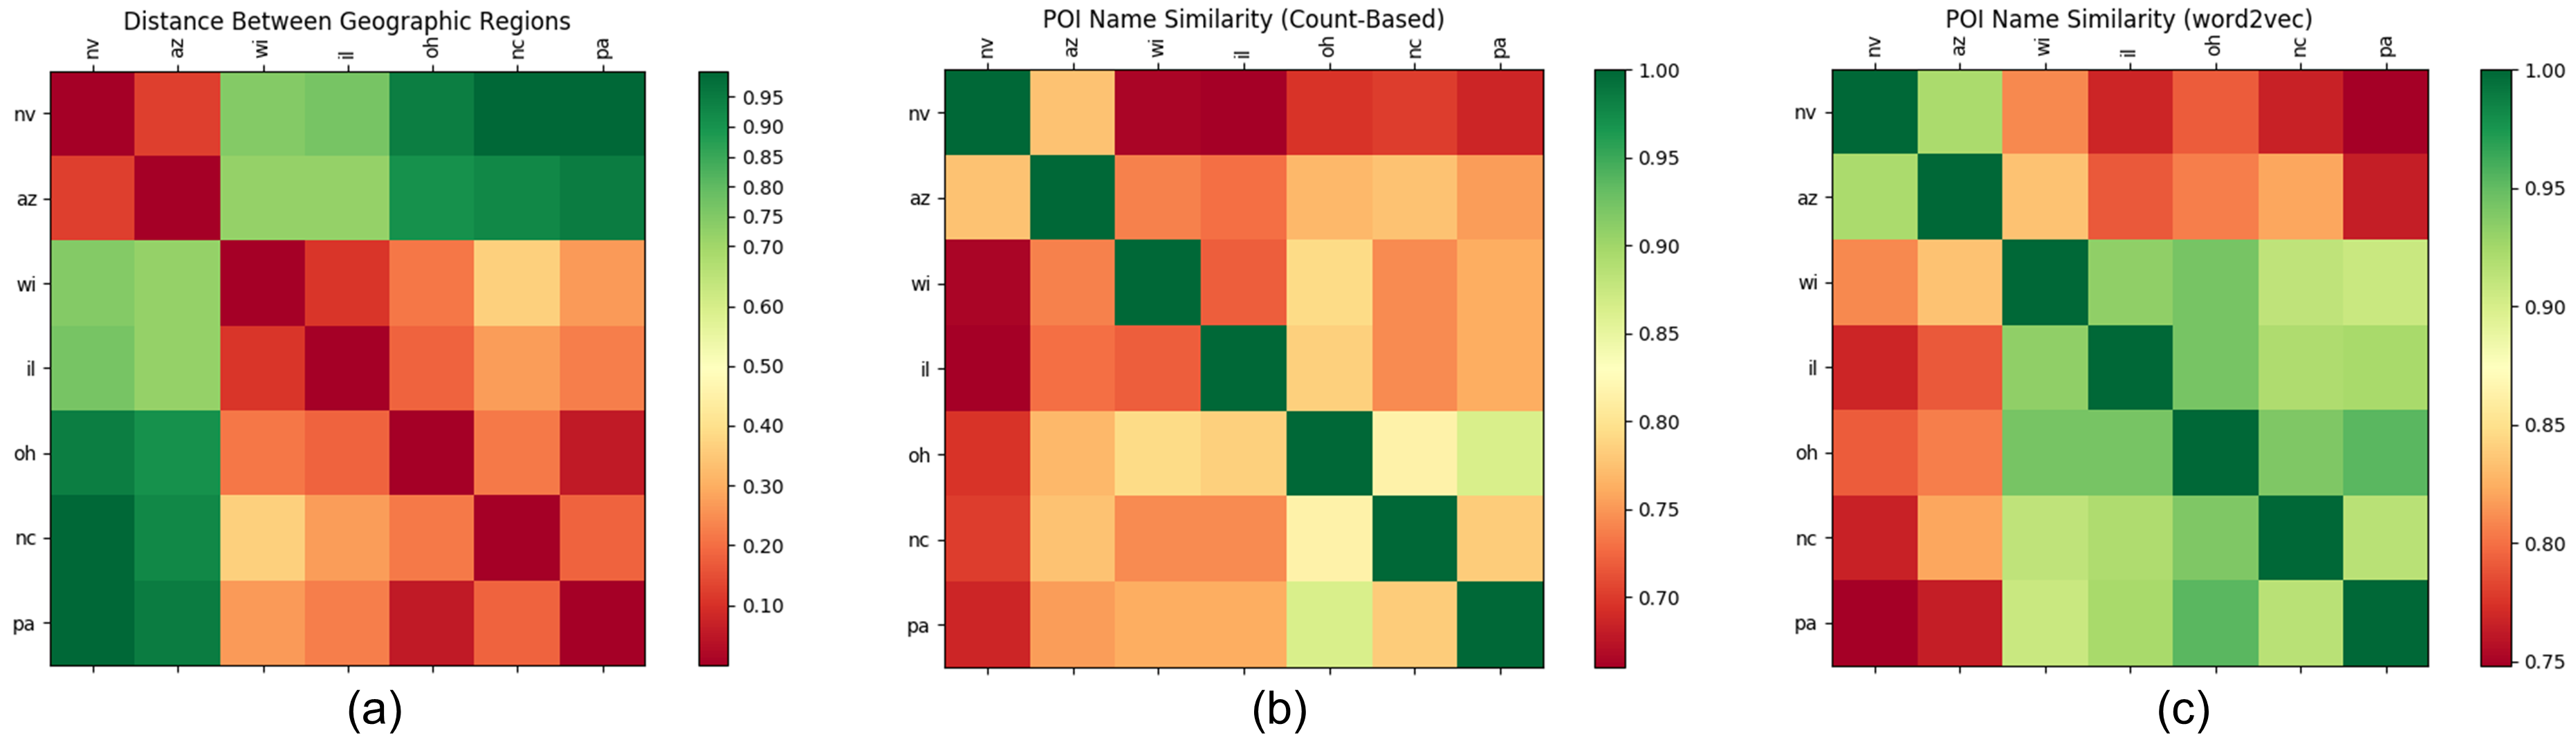 Distance Between Geographic Regions
nv az wi il oh nc pa
nv
az
wi
il
oh
nc
pa
0.95
0.90
0.85
0.80
0.75
0.70
0.60
0.50
0.40
0.30
0.20
0.10
(a)
POI Name Similarity (Count-Based)
nv az wi il oh nc pa
nv
az
wi
il
oh
nc
pa
1.00
0.95
0.90
0.85
0.80
0.75
0.70
(b)
POI Name Similarity (word2vec)
nv az wi il oh nc pa
nv
az
wi
il
oh
nc
pa
1.00
0.95
0.90
0.85
0.80
0.75
(c)